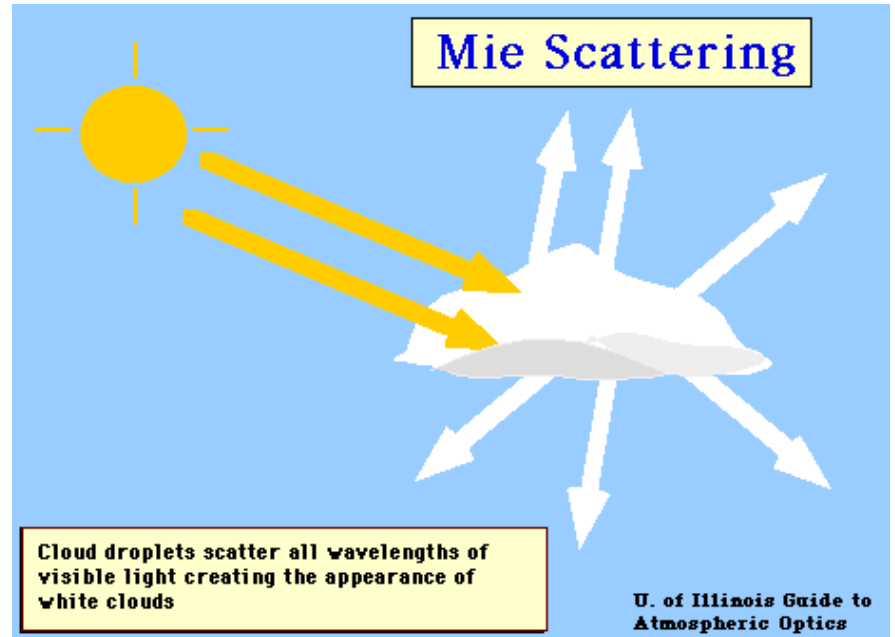 Mie Scattering
Cloud droplets scatter all wavelengths of
visible light creating the appearance of
white clouds
U. of Illinois Guide to
Atmospheric Optics